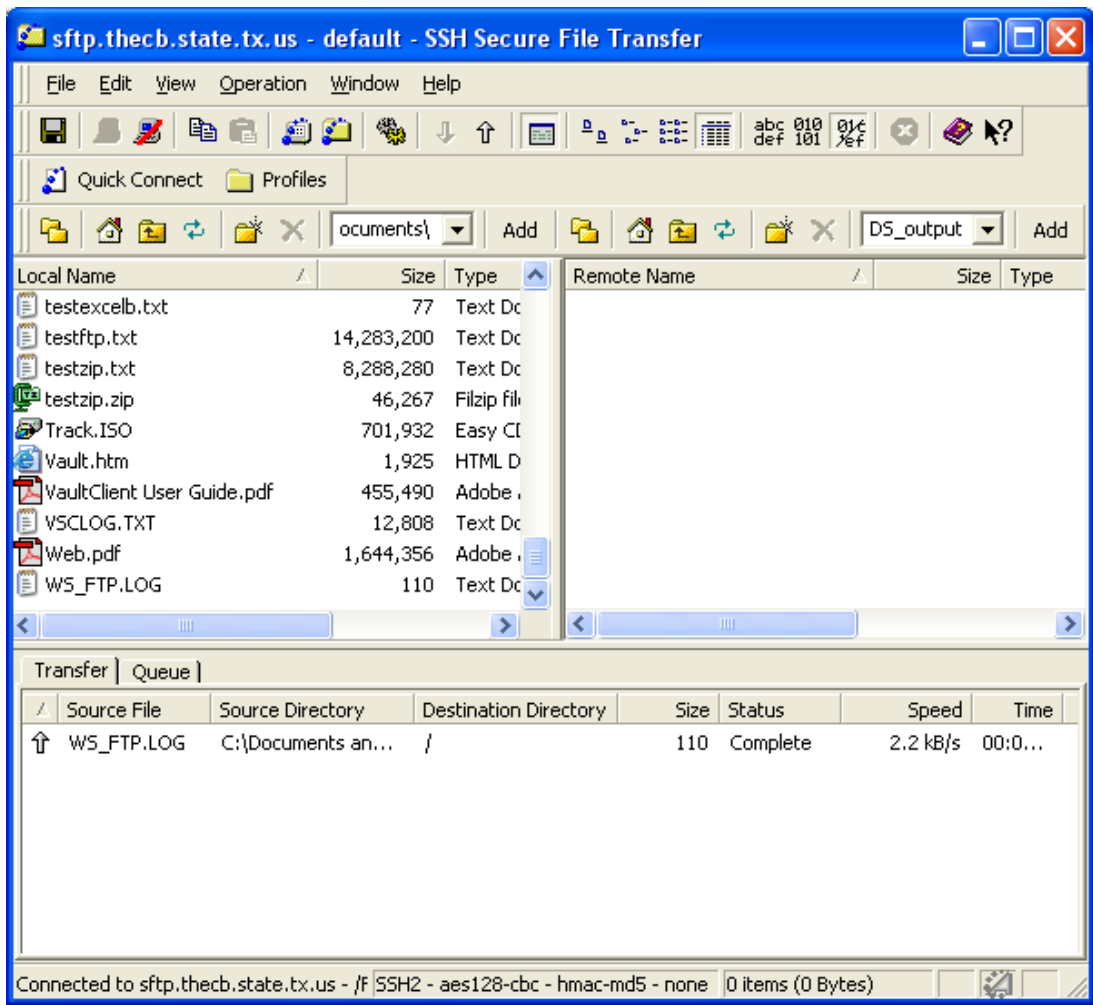 sftp.thecb.state.tx.us - default - SSH Secure File Transfer
File Edit View Operation Window Help
abc def 010 101
Quick Connect Profiles
ocuments\ Add DS_output Add
Local Name Size Type Remote Name Size Type
testexcelb.txt 77 Text Do
testftp.txt 14,283,200 Text Do
testzip.txt 8,288,280 Text Do
testzip.zip 46,267 Filzip fil
Track.ISO 701,932 Easy CD
Vault.htm 1,925 HTML D
VaultClient User Guide.pdf 455,490 Adobe
VSCLOG.TXT 12,808 Text Do
Web.pdf 1,644,356 Adobe
WS_FTP.LOG 110 Text Do
Transfer Queue
Source File Source Directory Destination Directory Size Status Speed Time
WS_FTP.LOG C:\Documents an... / 110 Complete 2.2 kB/s 00:0...
Connected to sftp.thecb.state.tx.us - /F SSH2 - aes128-cbc - hmac-md5 - none 0 items (0 Bytes)